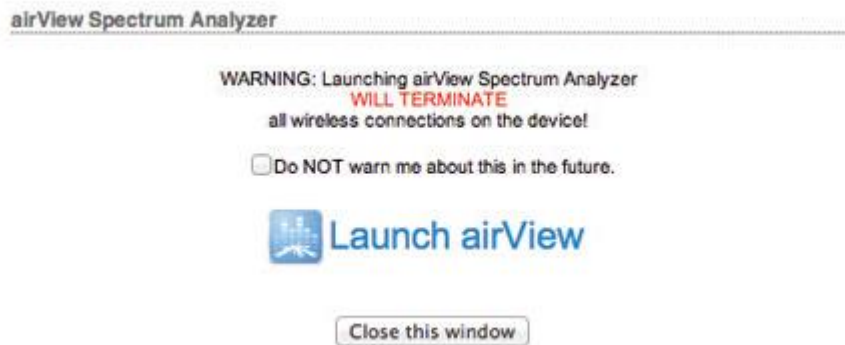 airView Spectrum Analyzer
WARNING: Launching airView Spectrum Analyzer
WILL TERMINATE
all wireless connections on the device!
Do NOT warn me about this in the future.
Launch airView
Close this window